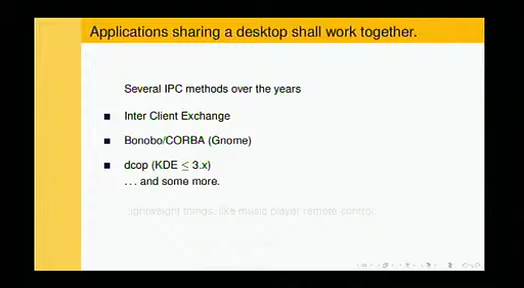 Applications sharing a desktop shall work together.
Several IPC methods over the years
Inter Client Exchange
Bonobo/CORBA (Gnome)
dcop (KDE ≤ 3.x)
... and some more.
things: like music player remote control.